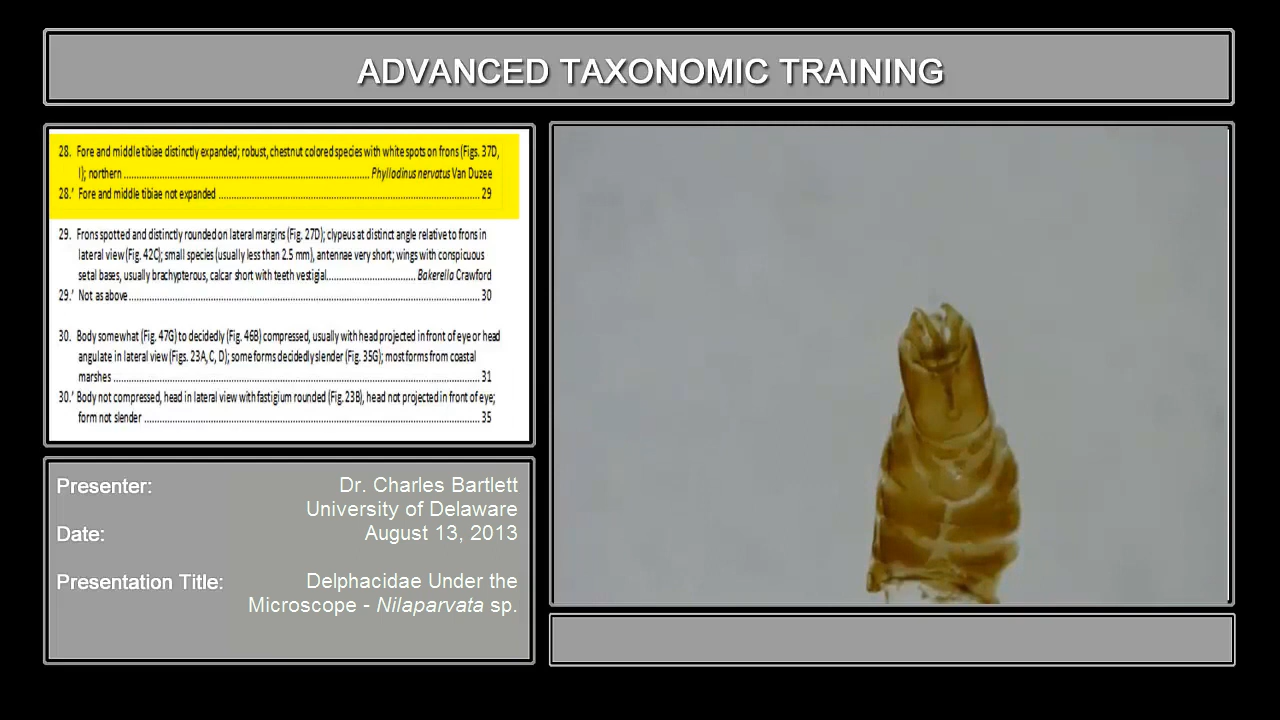 ADVANCED TAXONOMIC TRAINING
28. Fore and middle tibiae distinctly expanded; robust, chestnut colored species with white spots on frons (Figs. 37D,
I); northern ........................................................................................ Phyllodinus nervatus Van Duzee
28.' Fore and middle tibiae not expanded ............................................................................................... 29
29. Frons spotted and distinctly rounded on lateral margins (Fig. 27D); clypeus at distinct angle relative to frons in
lateral view (Fig. 42C); small species (usually less than 2.5 mm), antennae very short; wings with conspicuous
setal bases, usually brachypterous, calcar short with teeth vestigial................................ Bakerella Crawford
29.' Not as above ............................................................................................................................ 30
30. Body somewhat (Fig. 47G) to decidedly (Fig. 46B) compressed, usually with head projected in front of eye or head
angulate in lateral view (Figs. 23A, C, D); some forms decidedly slender (Fig. 35G); most forms from coastal
marshes .................................................................................................................................. 31
30.' Body not compressed, head in lateral view with fastigium rounded (Fig. 23B), head not projected in front of eye;
form not slender ........................................................................................................................ 35
Presenter: Dr. Charles Bartlett
University of Delaware
Date: August 13, 2013
Presentation Title: Delphacidae Under the
Microscope - Nilaparvata sp.